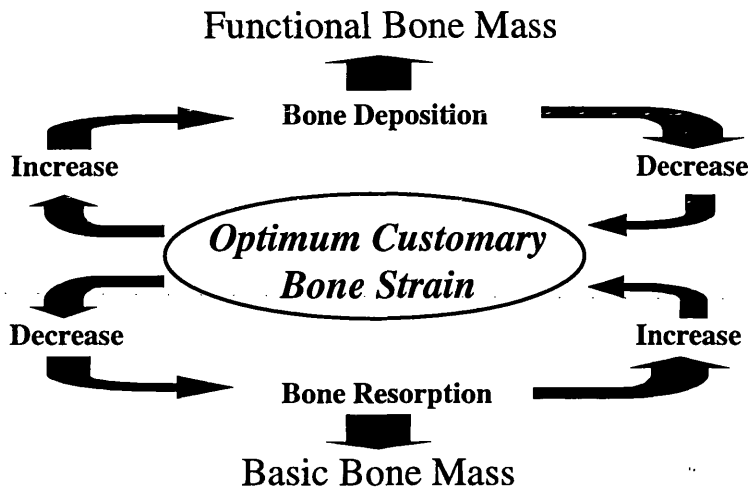 Functional Bone Mass
Bone Deposition
Increase
Decrease
Optimum Customary
Bone Strain
Decrease
Increase
Bone Resorption
Basic Bone Mass